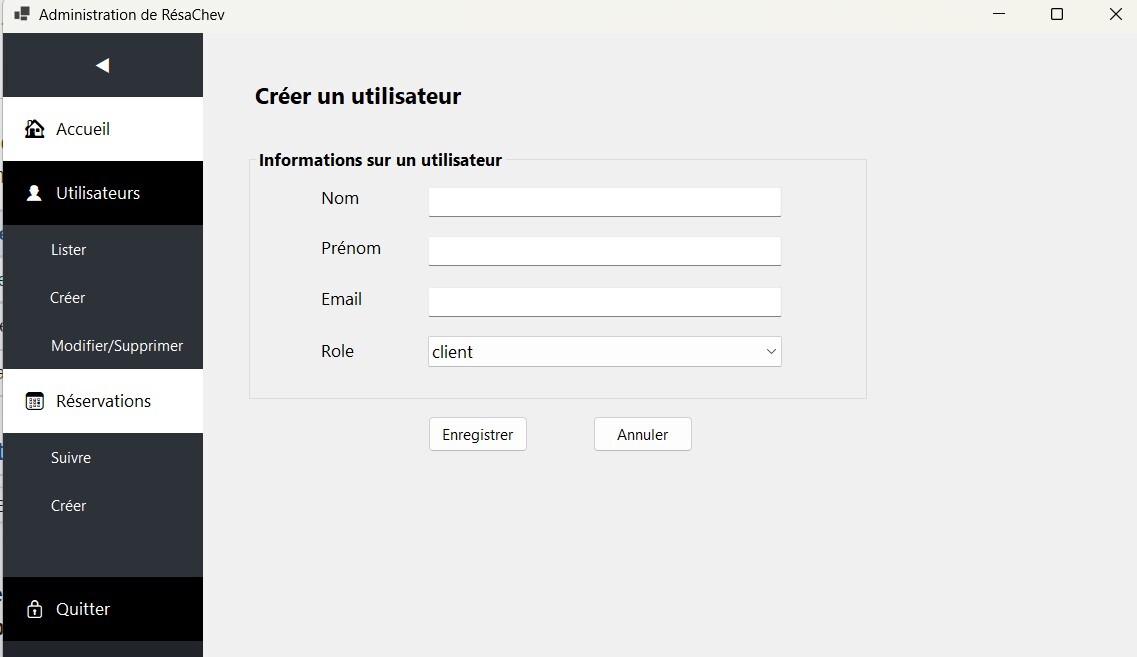 Administration de RésaChev
Accueil
Utilisateurs
Lister
Créer
Modifier/Supprimer
Réservations
Suivre
Créer
Quitter
Créer un utilisateur
Informations sur un utilisateur
Nom
Prénom
Email
Role client
Enregistrer Annuler